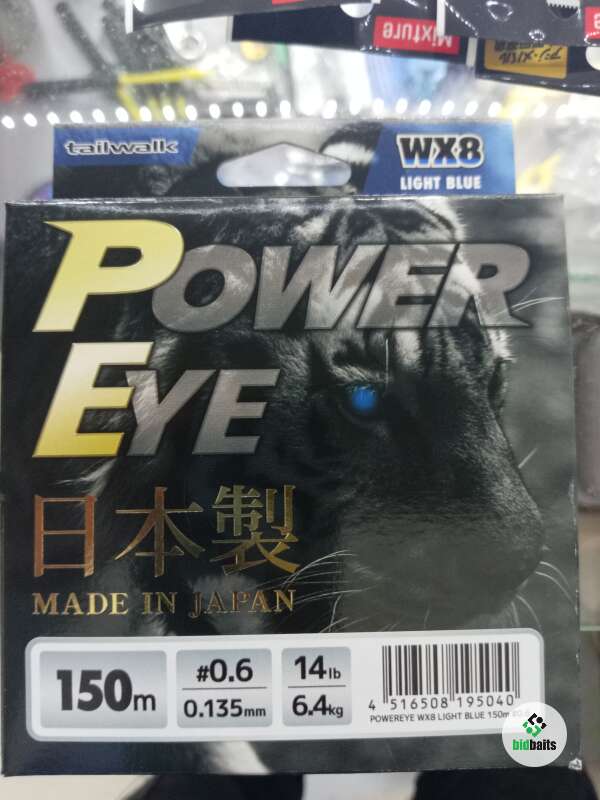 Mixture
tailwalk
WX8
LIGHT BLUE
POWER
EYE
日本製
MADE IN JAPAN
150m
#0.6
0.135mm
14lb
6.4kg
4 516508 195040
POWEREYE WX8 LIGHT BLUE 150m
bidbaits